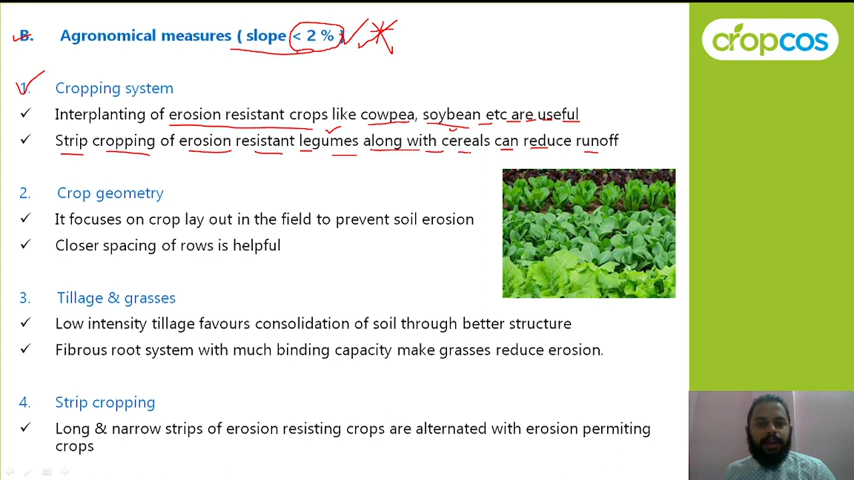 B. Agronomical measures ( slope < 2 % )
cropcos
1. Cropping system
✓ Interplanting of erosion resistant crops like cowpea, soybean etc are useful
✓ Strip cropping of erosion resistant legumes along with cereals can reduce runoff
2. Crop geometry
✓ It focuses on crop lay out in the field to prevent soil erosion
✓ Closer spacing of rows is helpful
3. Tillage & grasses
✓ Low intensity tillage favours consolidation of soil through better structure
✓ Fibrous root system with much binding capacity make grasses reduce erosion.
4. Strip cropping
✓ Long & narrow strips of erosion resisting crops are alternated with erosion permiting
crops